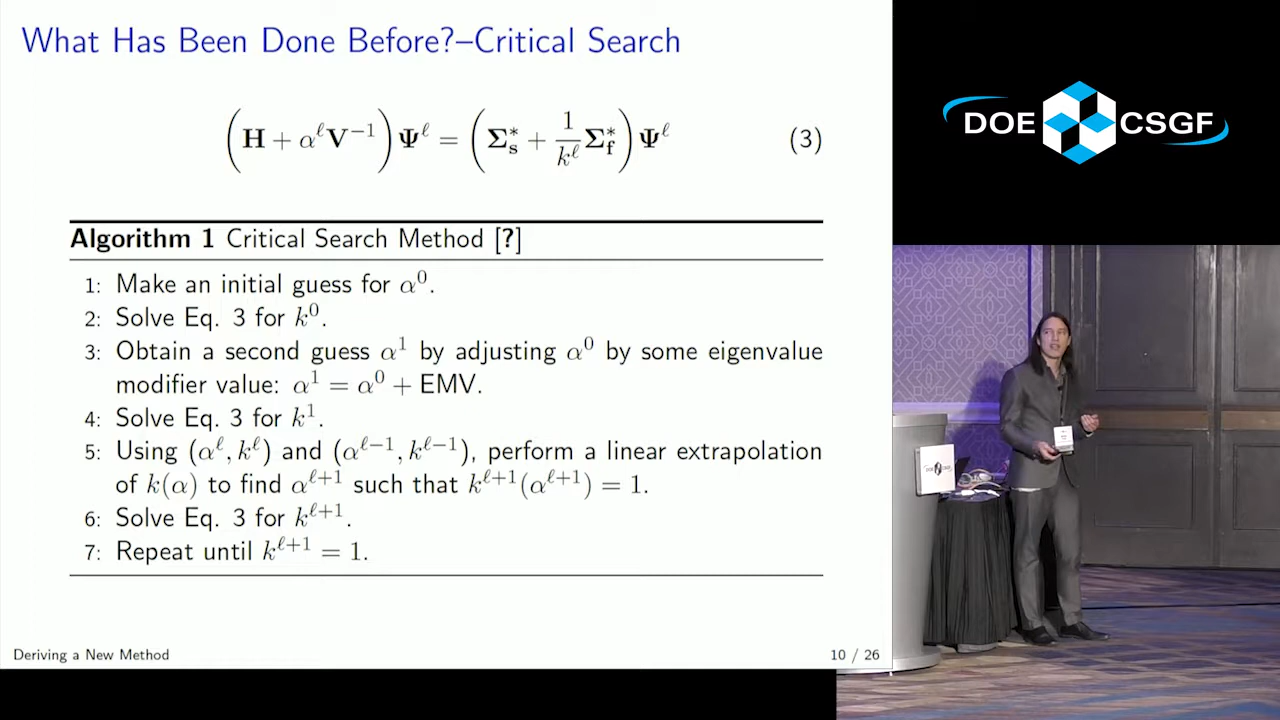 What Has Been Done Before?–Critical Search
(H + α^ℓ V^−1) Ψ^ℓ = (Σ_s^* + 1/k^ℓ Σ_f^*) Ψ^ℓ (3)
Algorithm 1 Critical Search Method [?]
1: Make an initial guess for α^0.
2: Solve Eq. 3 for k^0.
3: Obtain a second guess α^1 by adjusting α^0 by some eigenvalue
modifier value: α^1 = α^0 + EMV.
4: Solve Eq. 3 for k^1.
5: Using (α^ℓ, k^ℓ) and (α^ℓ−1, k^ℓ−1), perform a linear extrapolation
of k(α) to find α^ℓ+1 such that k^ℓ+1(α^ℓ+1) = 1.
6: Solve Eq. 3 for k^ℓ+1.
7: Repeat until k^ℓ+1 = 1.
Deriving a New Method
10 / 26
DOE CSGF
DOE CSGF